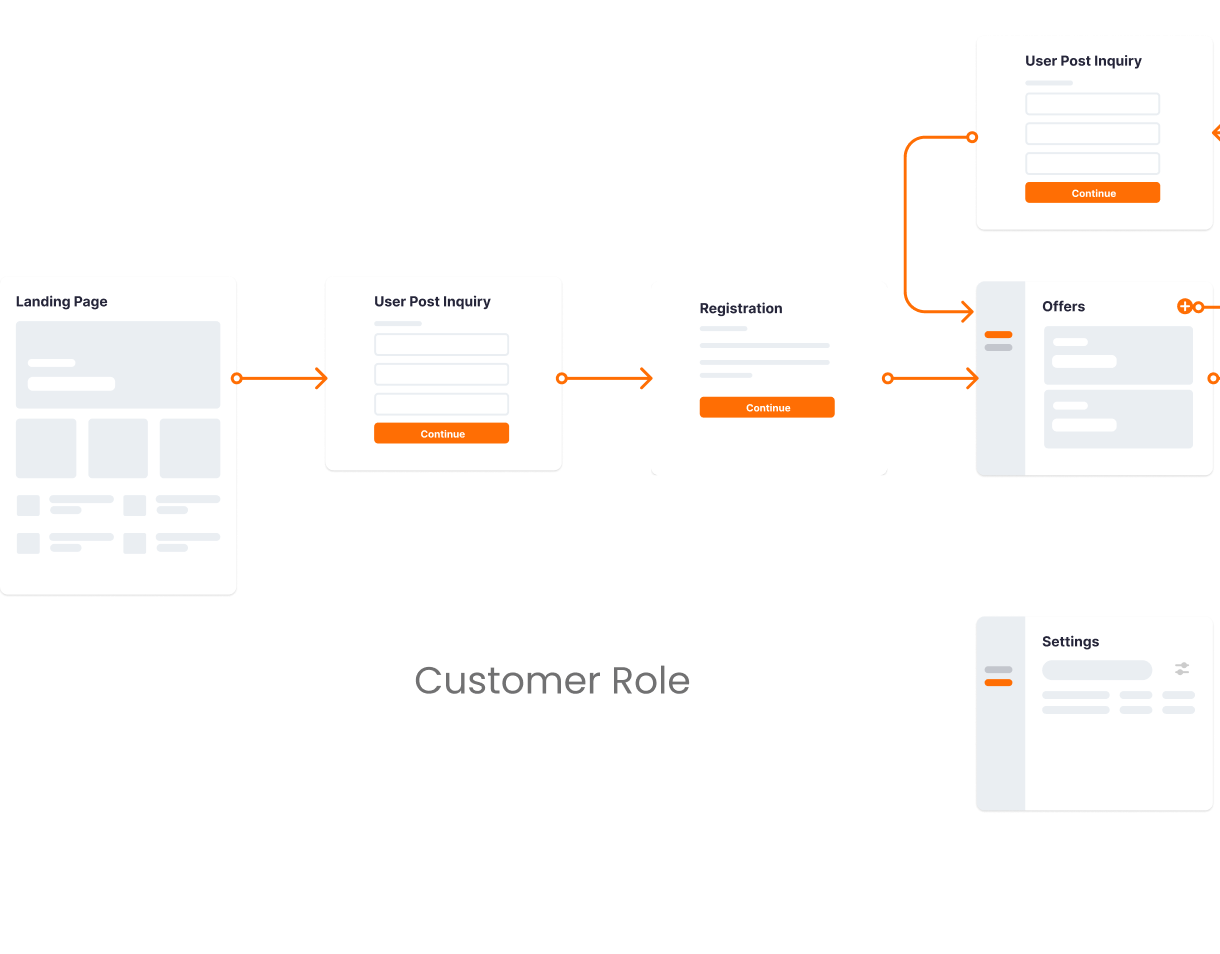 User Post Inquiry
Continue
Landing Page
User Post Inquiry
Continue
Registration
Continue
Offers
Customer Role
Settings